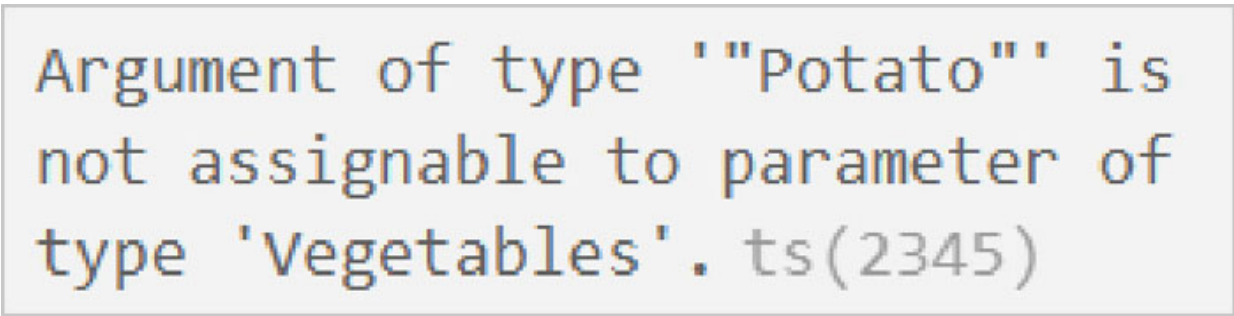 Argument of type '"Potato"' is
not assignable to parameter of
type 'Vegetables'. ts(2345)